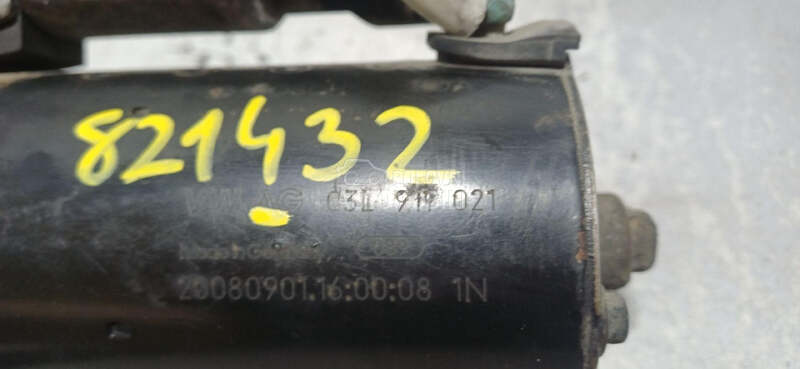 821432
VW AG 03L 911 021
Made in Germany
20080901.16:00:08 1N